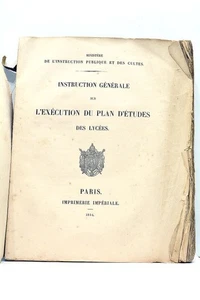 MINISTÈRE
DE L'INSTRUCTION PUBLIQUE ET DES CULTES.
INSTRUCTION GÉNÉRALE
SUR
L'EXÉCUTION DU PLAN D'ÉTUDES
DES LYCÉES.
PARIS.
IMPRIMERIE IMPÉRIALE.
1854.